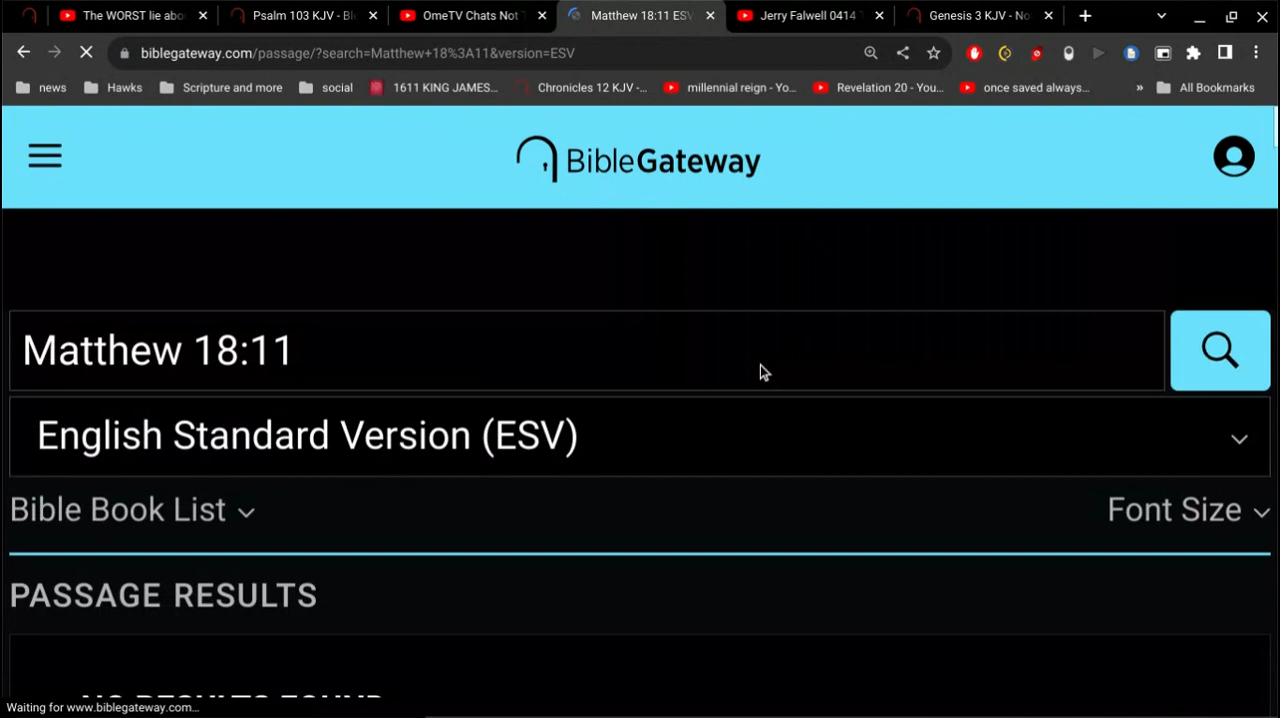 The WORST lie abo
Psalm 103 KJV - Bl
OmeTV Chats Not
Matthew 18:11 ESV
Jerry Falwell 0414
Genesis 3 KJV - No
biblegateway.com/passage/?search=Matthew+18%3A11&version=ESV
news
Hawks
Scripture and more
social
1611 KING JAMES...
Chronicles 12 KJV -...
millennial reign - Yo...
Revelation 20 - You...
once saved always...
» All Bookmarks
BibleGateway
Matthew 18:11
English Standard Version (ESV)
Bible Book List
Font Size
PASSAGE RESULTS
NO RESULTS FOUND
Waiting for www.biblegateway.com...